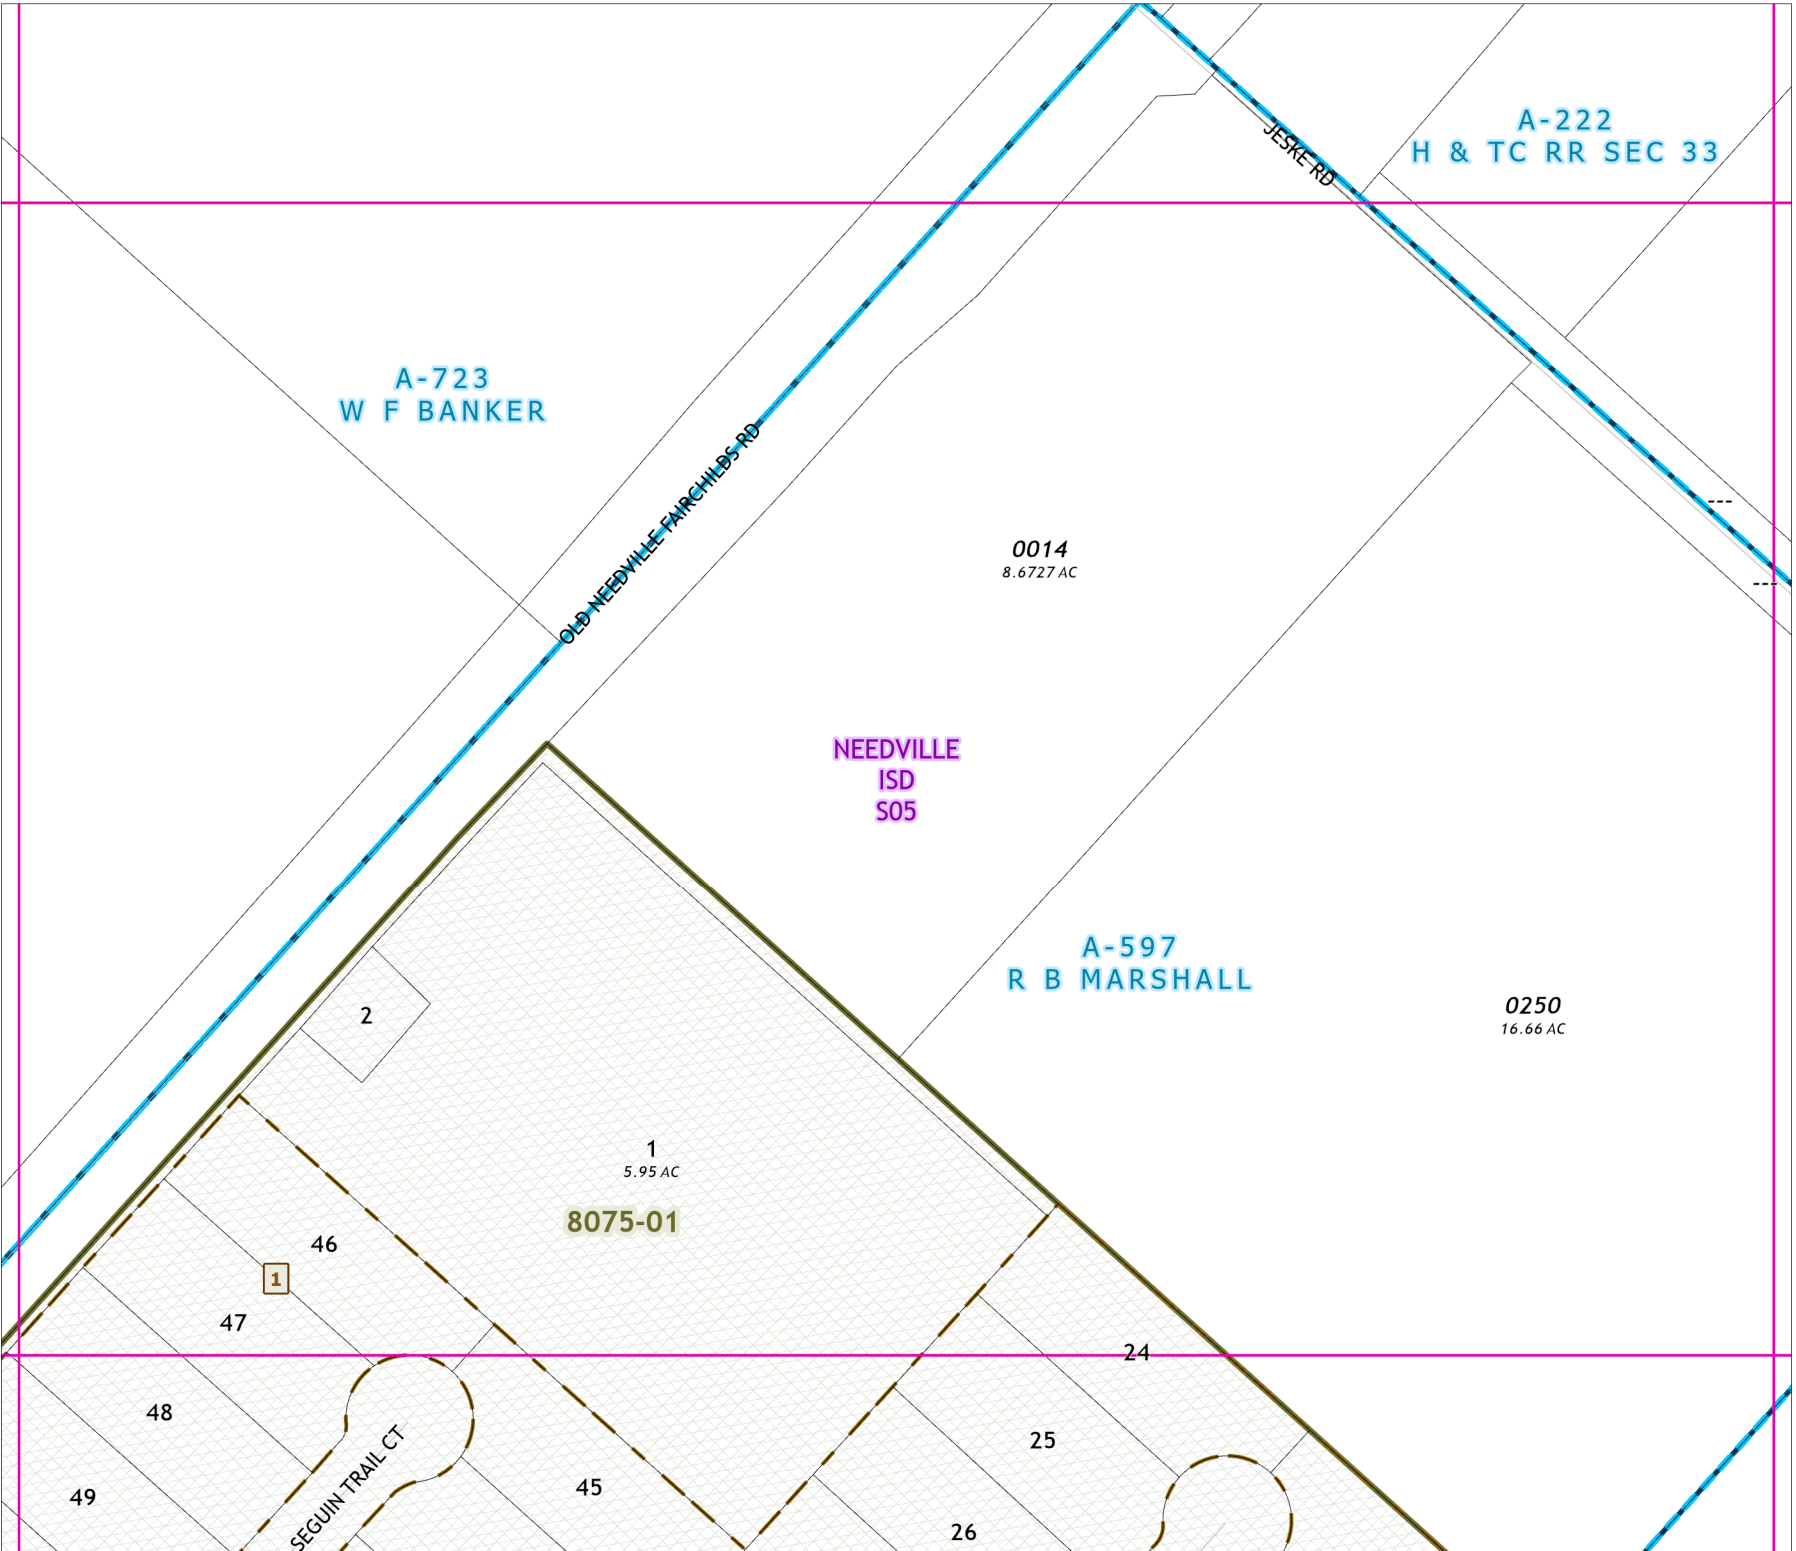 A-222
H & TC RR SEC 33
JESKE RD
A-723
W F BANKER
OLD NEEDVILLE FAIRCHILDS RD
0014
8.6727 AC
NEEDVILLE
ISD
S05
A-597
R B MARSHALL
0250
16.66 AC
2
1
5.95 AC
8075-01
46
1
47
24
48
25
45
49
26
SEGUIN TRAIL CT